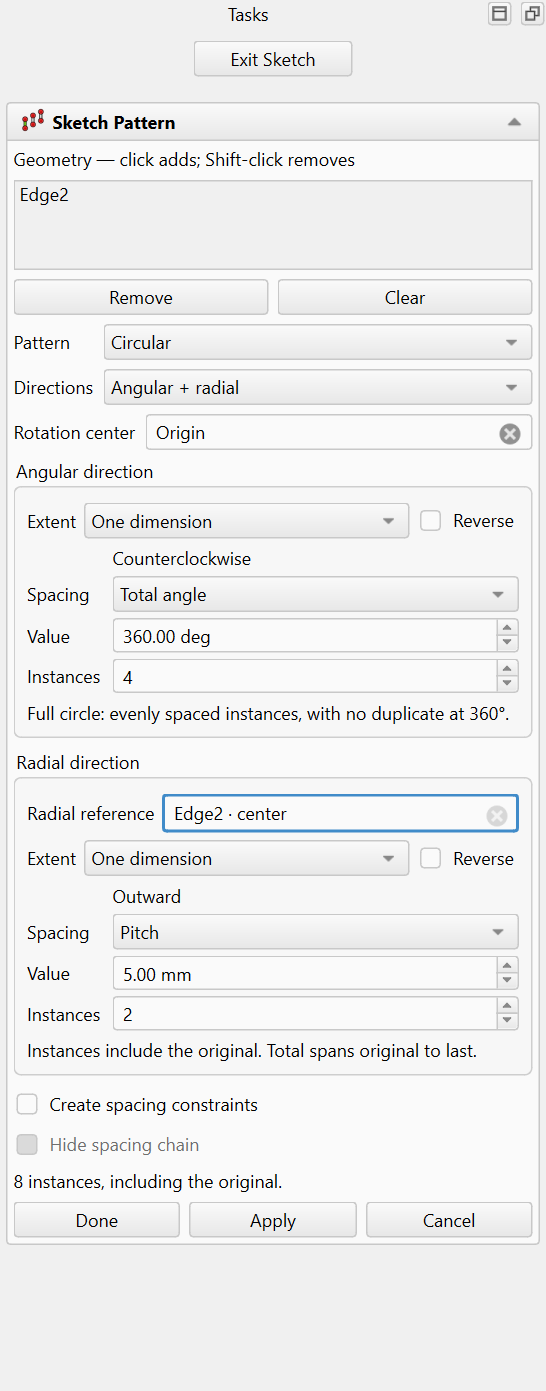 Tasks
Exit Sketch
Sketch Pattern
Geometry — click adds; Shift-click removes
Edge2
Remove Clear
Pattern Circular
Directions Angular + radial
Rotation center Origin
Angular direction
Extent One dimension Reverse
Counterclockwise
Spacing Total angle
Value 360.00 deg
Instances 4
Full circle: evenly spaced instances, with no duplicate at 360°.
Radial direction
Radial reference Edge2 · center
Extent One dimension Reverse
Outward
Spacing Pitch
Value 5.00 mm
Instances 2
Instances include the original. Total spans original to last.
Create spacing constraints
Hide spacing chain
8 instances, including the original.
Done Apply Cancel